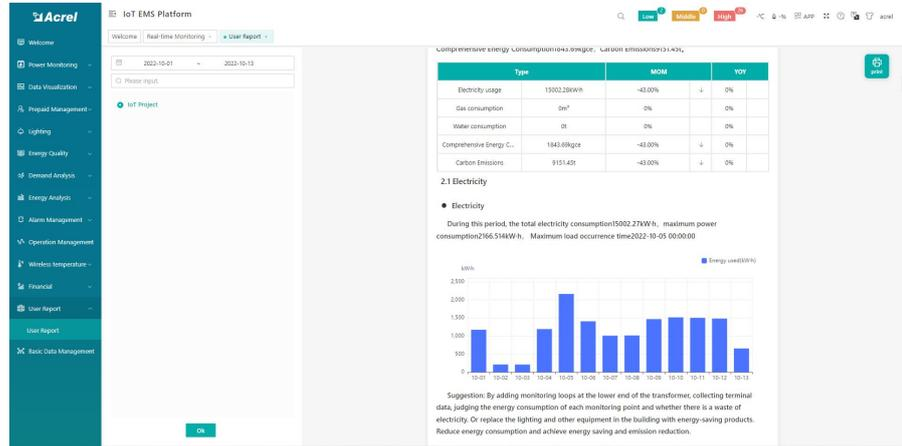 Acrel
IoT EMS Platform
Low 2 Middle 0 High 26
-℃ -% APP acrel
Welcome Real-time Monitoring User Report
Welcome
Power Monitoring
Data Visualization
Prepaid Management
Lighting
Energy Quality
Demand Analysis
Energy Analysis
Alarm Management
Operation Management
Wireless temperature
Financial
User Report
User Report
Basic Data Management
2022-10-01 ~ 2022-10-13
Please input
IoT Project
Ok
print
Comprehensive Energy Consumption1843.69kgce、Carbon Emissions9151.45t。
Type MOM YOY
Electricity usage 15002.28kW·h -43.00% ↓ 0%
Gas consumption 0m³ 0% 0%
Water consumption 0t 0% 0%
Comprehensive Energy C... 1843.69kgce -43.00% ↓ 0%
Carbon Emissions 9151.45t -43.00% ↓ 0%
2.1 Electricity
Electricity
During this period, the total electricity consumption15002.27kW·h、maximum power
consumption2166.514kW·h、 Maximum load occurrence time2022-10-05 00:00:00
Energy used(kW·h)
kW·h
2,500
2,000
1,500
1,000
500
0
10-01 10-02 10-03 10-04 10-05 10-06 10-07 10-08 10-09 10-10 10-11 10-12 10-13
Suggestion: By adding monitoring loops at the lower end of the transformer, collecting terminal
data, judging the energy consumption of each monitoring point and whether there is a waste of
electricity. Or replace the lighting and other equipment in the building with energy-saving products.
Reduce energy consumption and achieve energy saving and emission reduction.